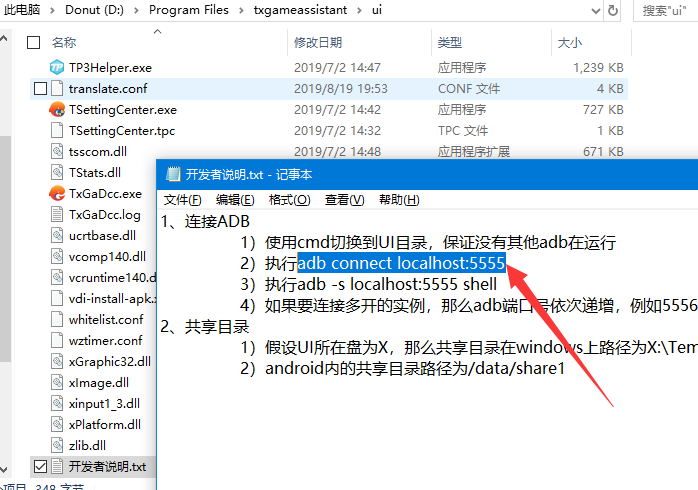 此电脑 > Donut (D:) > Program Files > txgameassistant > ui 搜索"ui"
名称 修改日期 类型 大小
TP3Helper.exe 2019/7/2 14:47 应用程序 1,239 KB
translate.conf 2019/8/19 19:53 CONF 文件 4 KB
TSettingCenter.exe 2019/7/2 14:42 应用程序 727 KB
TSettingCenter.tpc 2019/7/2 14:32 TPC 文件 1 KB
tsscom.dll 2019/7/2 14:48 应用程序扩展 671 KB
TStats.dll
TxGaDcc.exe
TxGaDcc.log
ucrtbase.dll
vcomp140.dll
vcruntime140.d
vdi-install-apk.
whitelist.conf
wztimer.conf
xGraphic32.dll
xImage.dll
xinput1_3.dll
xPlatform.dll
zlib.dll
开发者说明.txt
348 字节
开发者说明.txt - 记事本
文件(F) 编辑(E) 格式(O) 查看(V) 帮助(H)
1、连接ADB
1）使用cmd切换到UI目录，保证没有其他adb在运行
2）执行adb connect localhost:5555
3）执行adb -s localhost:5555 shell
4）如果要连接多开的实例，那么adb端口号依次递增，例如5556
2、共享目录
1）假设UI所在盘为X，那么共享目录在windows上路径为X:\Tem
2）android内的共享目录路径为/data/share1